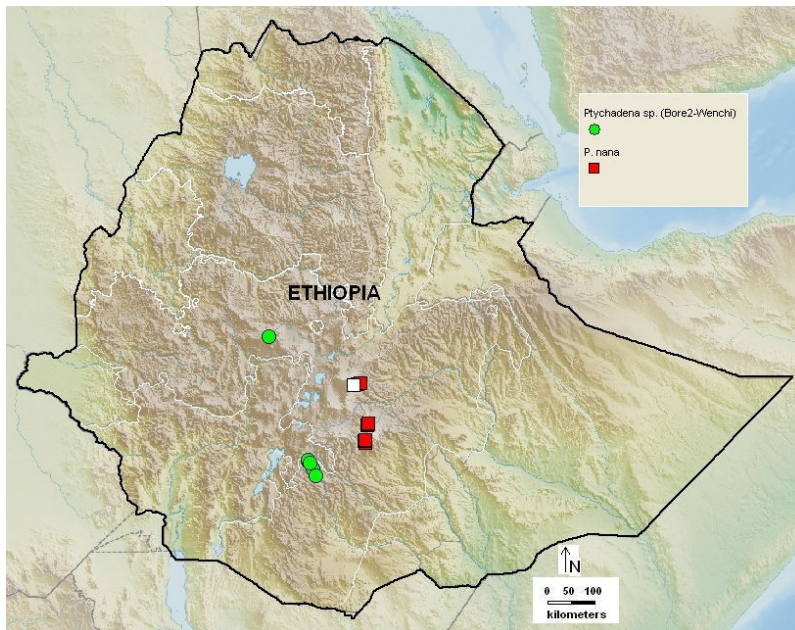 Ptychadena sp. (Bore2-Wenchi)
P. nana
ETHIOPIA
N
0 50 100
kilometers